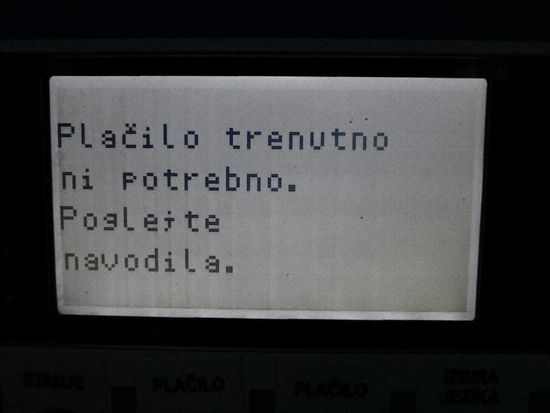 Plačilo trenutno
ni potrebno.
Poglejte
navodila.
STANJE PLAČILO PLAČILO IZBIRA
JEZIKA